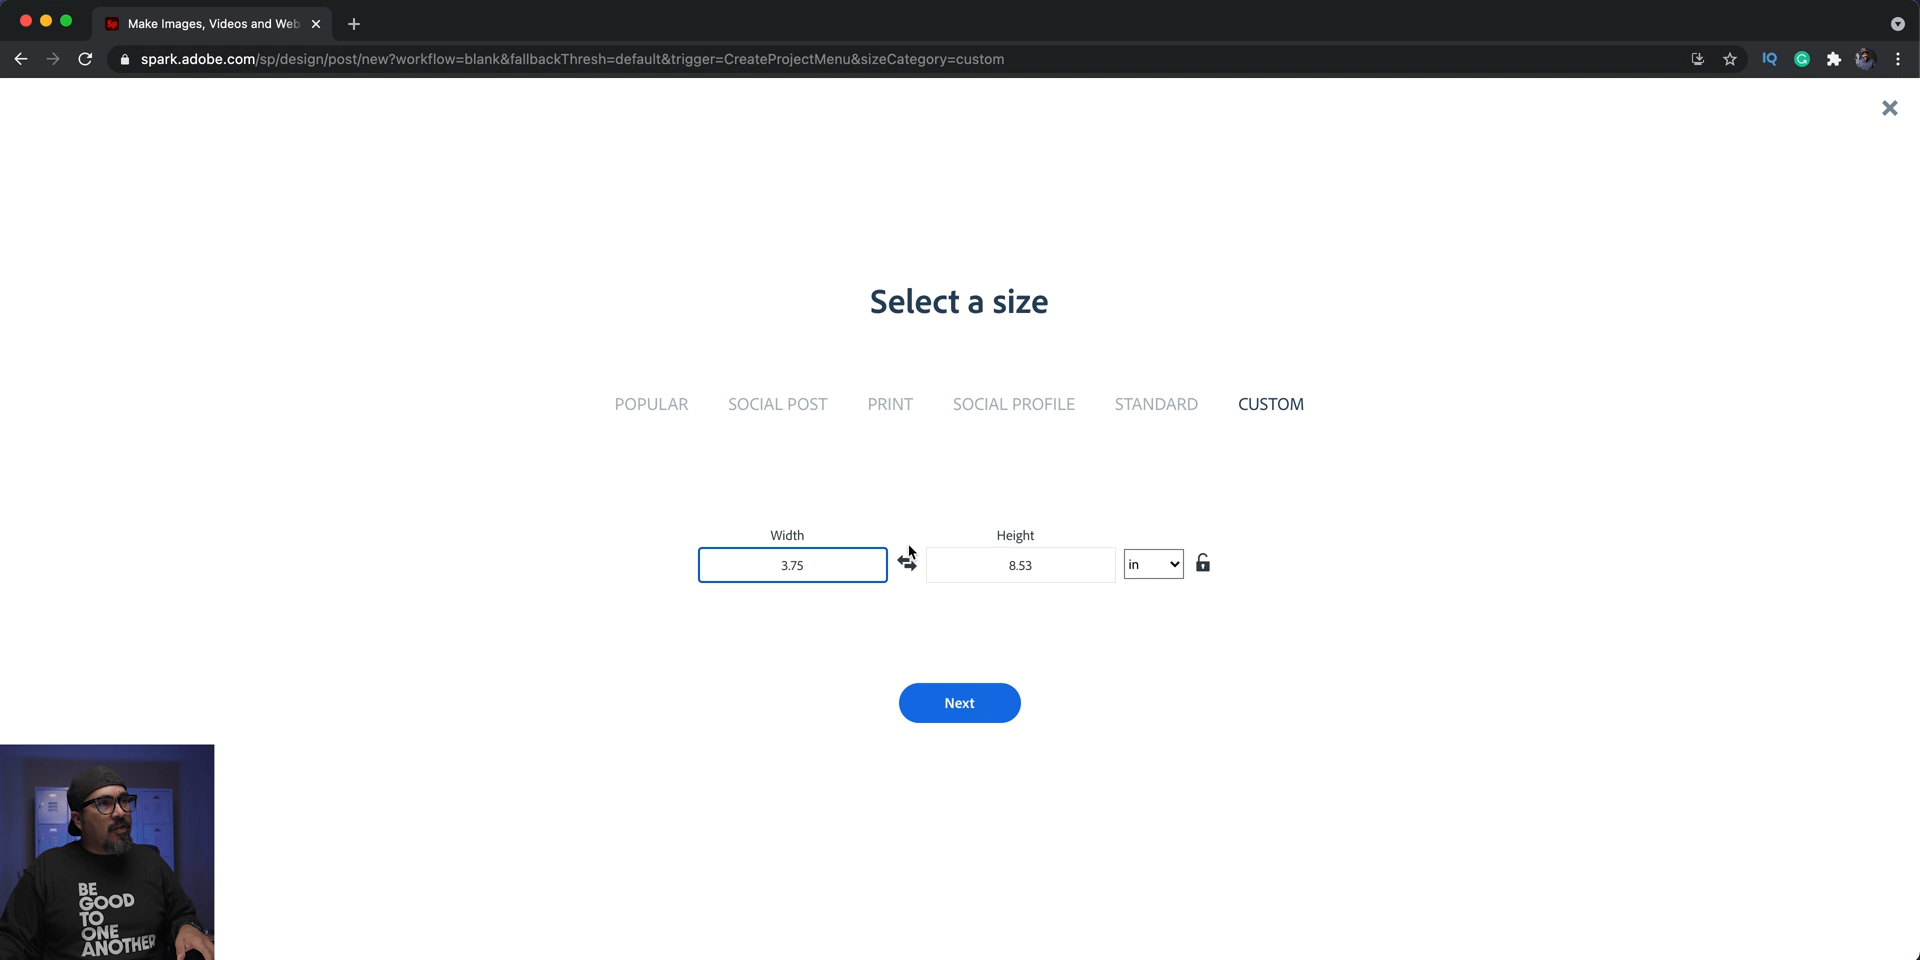 Sp Make Images, Videos and Web
spark.adobe.com/sp/design/post/new?workflow=blank&fallbackThresh=default&trigger=CreateProjectMenu&sizeCategory=custom
IQ
Select a size
POPULAR SOCIAL POST PRINT SOCIAL PROFILE STANDARD CUSTOM
Width Height
3.75 8.53 in
Next
BE
GOOD
TO
ONE
ANOTHER